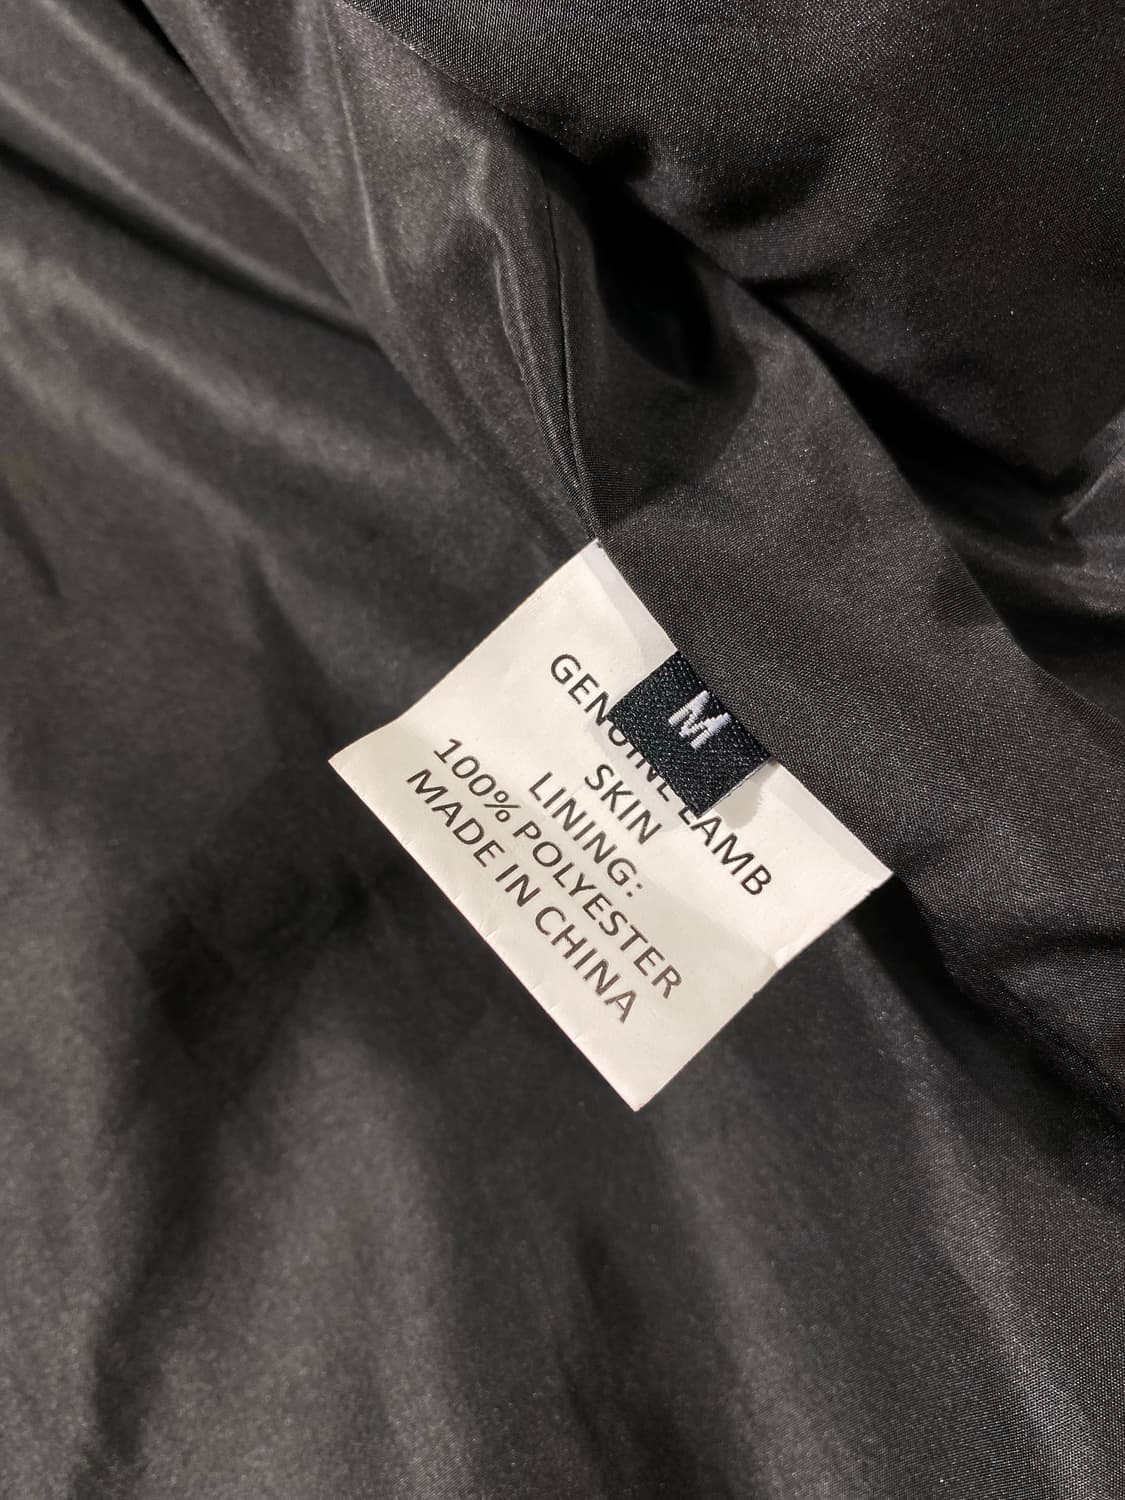 M
GENUINE LAMB
SKIN
LINING:
100% POLYESTER
MADE IN CHINA